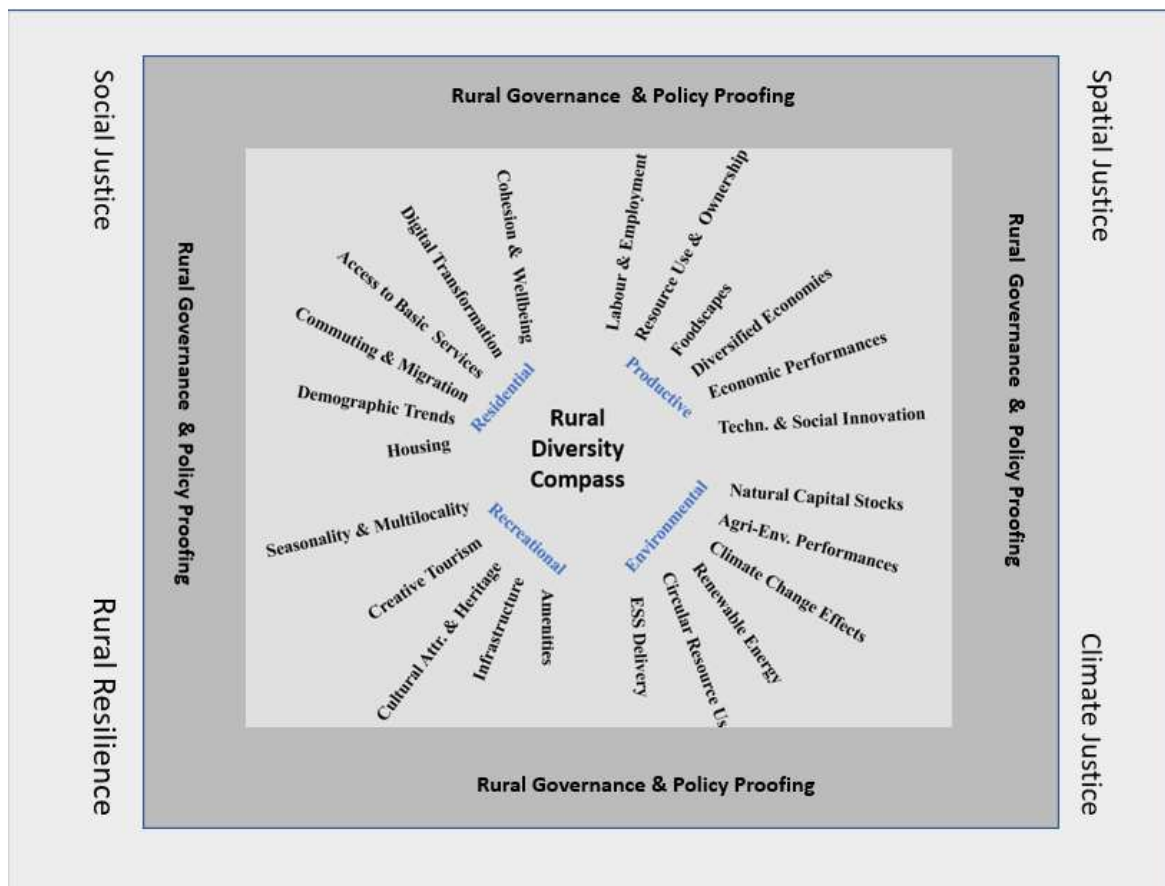 Social Justice
Spatial Justice
Rural Governance & Policy Proofing
Rural Governance & Policy Proofing
Rural Governance & Policy Proofing
Cohesion & Wellbeing
Digital Transformation
Access to Basic Services
Commuting & Migration
Demographic Trends
Housing
Residential
Labour & Employment
Resource Use & Ownership
Foodscapes
Diversified Economies
Economic Performances
Techn. & Social Innovation
Productive
Rural
Diversity
Compass
Seasonality & Multilocality
Creative Tourism
Cultural Attr. & Heritage
Infrastructure
Amenities
Recreational
Natural Capital Stocks
Agri-Env. Performances
Climate Change Effects
Renewable Energy
Circular Resource Us
ESS Delivery
Environmental
Rural Governance & Policy Proofing
Rural Resilience
Climate Justice